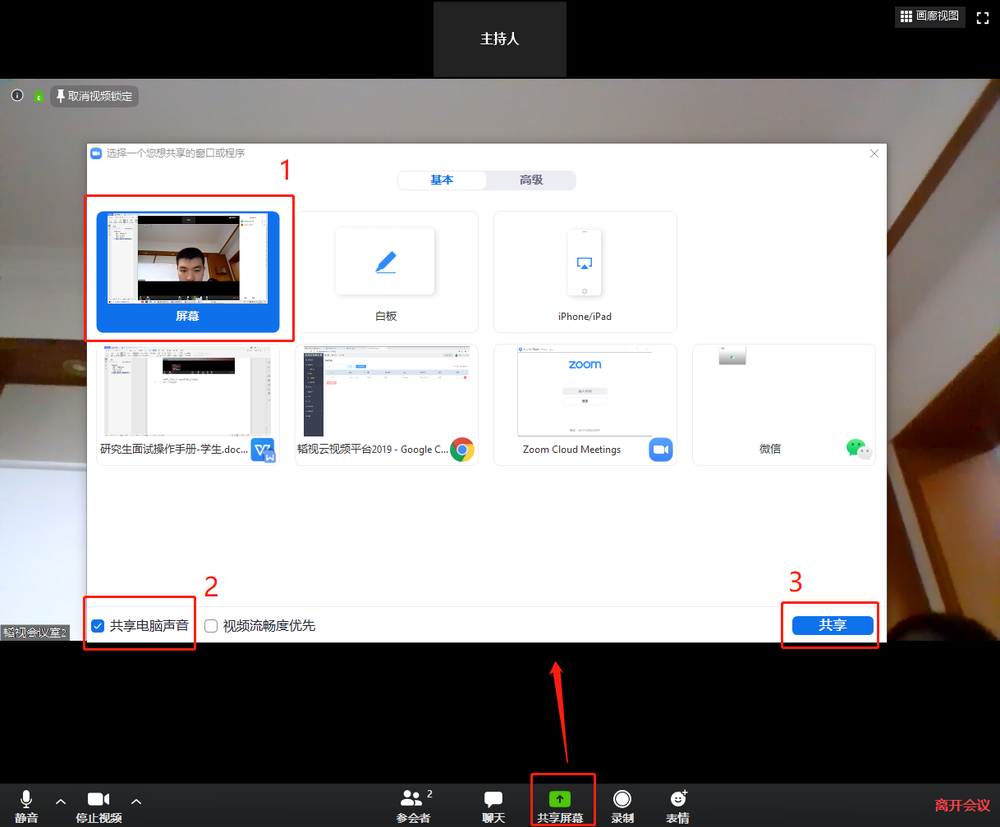 主持人
画廊视图
取消视频锁定
选择一个您想共享的窗口或程序
1
基本
高级
屏幕
白板
iPhone/iPad
zoom
研究生面试操作手册-学生.doc...
韬视云视频平台2019 - Google C...
Zoom Cloud Meetings
微信
2
3
共享电脑声音
视频流畅度优先
共享
韬视会议室2
静音
停止视频
参会者
2
聊天
共享屏幕
录制
表情
离开会议